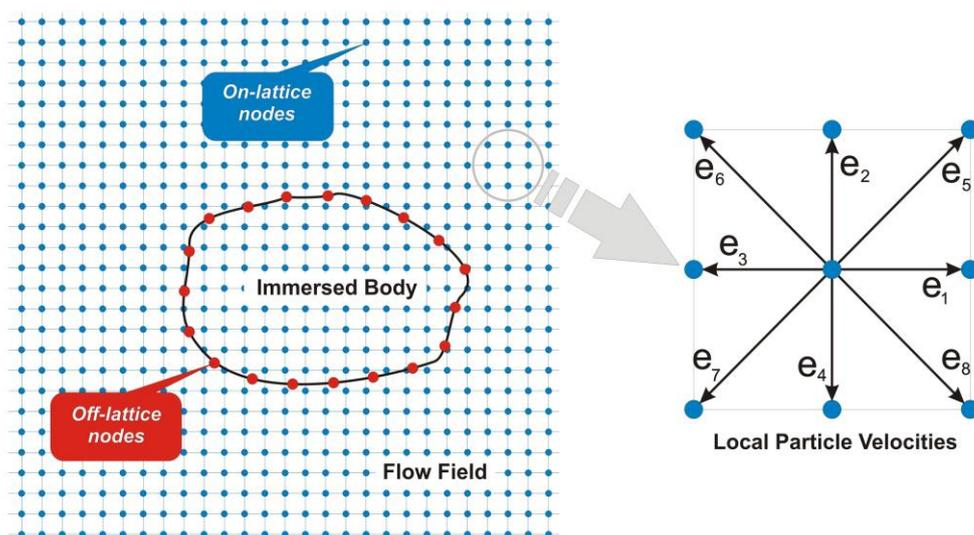 On-lattice
nodes
Immersed Body
Off-lattice
nodes
Flow Field
e6
e2
e5
e3
e1
e7
e4
e8
Local Particle Velocities